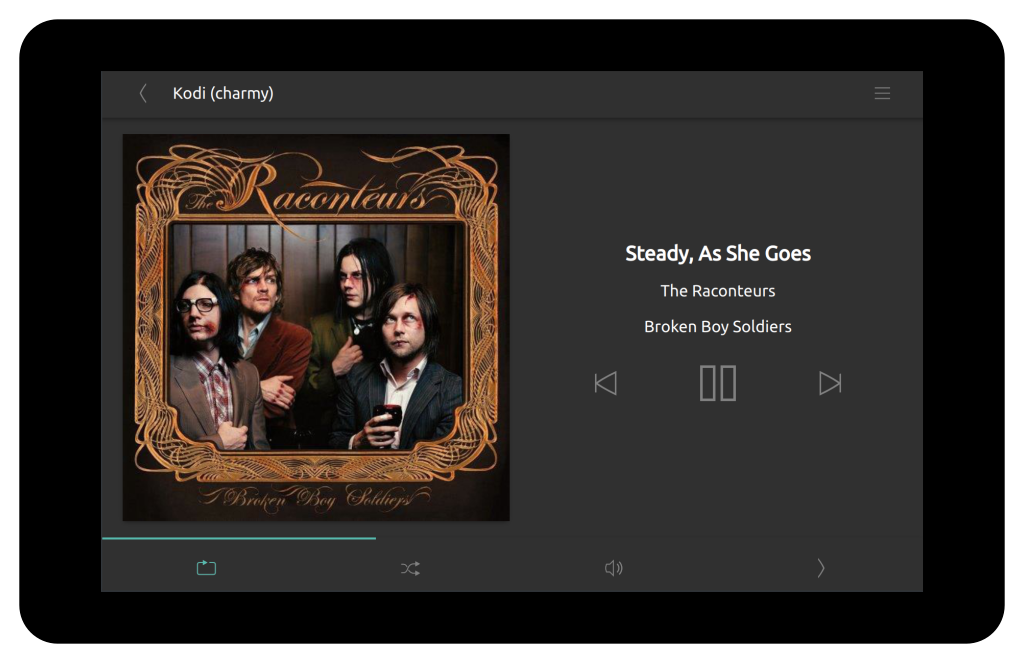 Kodi (charmy)
The Raconteurs
Broken Boy Soldiers
Steady, As She Goes
The Raconteurs
Broken Boy Soldiers